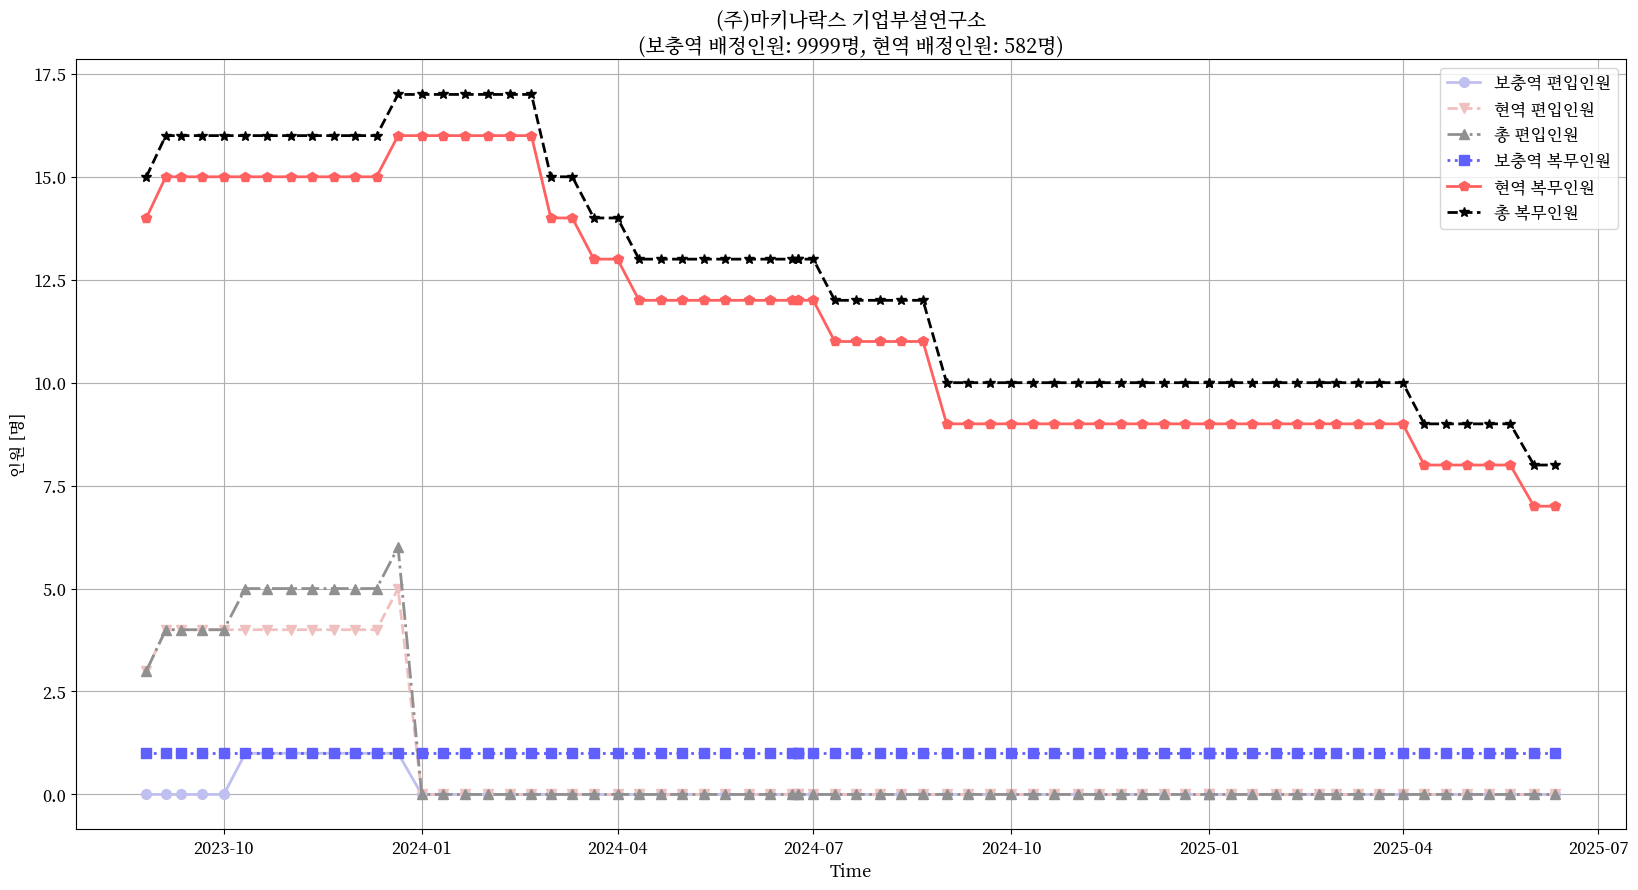 (주)마키나락스 기업부설연구소
(보충역 배정인원: 9999명, 현역 배정인원: 582명)
17.5
15.0
12.5
10.0
7.5
5.0
2.5
0.0
인원 [명]
보충역 편입인원
현역 편입인원
총 편입인원
보충역 복무인원
현역 복무인원
총 복무인원
2023-10
2024-01
2024-04
2024-07
2024-10
2025-01
2025-04
2025-07
Time